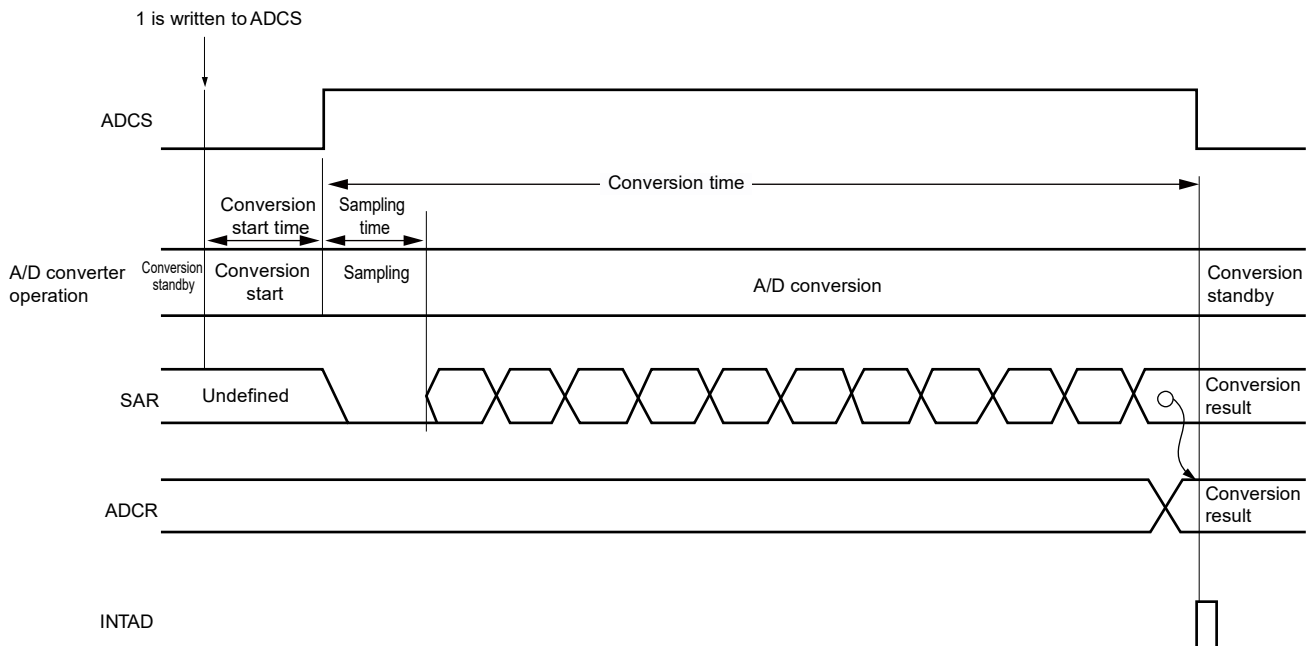 1 is written to ADCS
ADCS
Conversion time
Conversion
start time
Sampling
time
A/D converter
operation
Conversion
standby
Conversion
start
Sampling
A/D conversion
Conversion
standby
SAR
Undefined
Conversion
result
ADCR
Conversion
result
INTAD